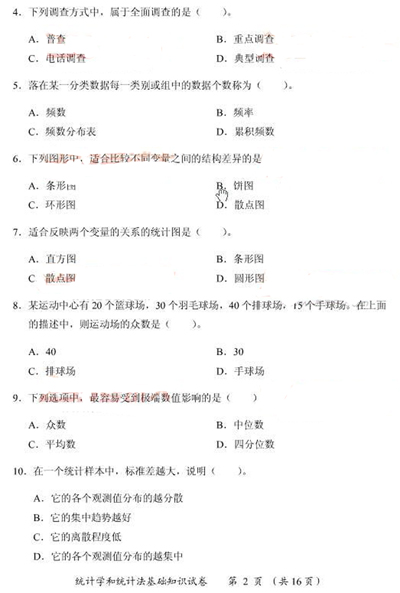 4．下列调查方式中，属于全面调查的是（　　）。
A．普查　　B．重点调查
C．电话调查　　D．典型调查
5．落在某一分类数据每一类别或组中的数据个数称为（　　）。
A．频数　　B．频率
C．频数分布表　　D．累积频数
6．下列图形中、适合比较不同变量之间的结构差异的是
A．条形图　　B．饼图
C．环形图　　D．散点图
7．适合反映两个变量的关系的统计图是（　　）。
A．直方图　　B．条形图
C　散点图　　D．圆形图
8．某运动中心有 20 个篮球场，30 个羽毛球场，40 个排球场，15个手球场。在上面
的描述中，则运动场的众数是（　　）。
A．40　　B．30
C．排球场　　D．手球场
9．下列选项中，最容易受到极端数值影响的是（　　）
A．众数　　B．中位数
C．平均数　　D．四分位数
10．在一个统计样本中，标准差越大，说明（　　）。
A．它的各个观测值分布的越分散
B．它的集中趋势越好
C．它的离散程度低
D．它的各个观测值分布的越集中
统计学和统计法基础知识试卷　　第 2 页 （共 16 页）